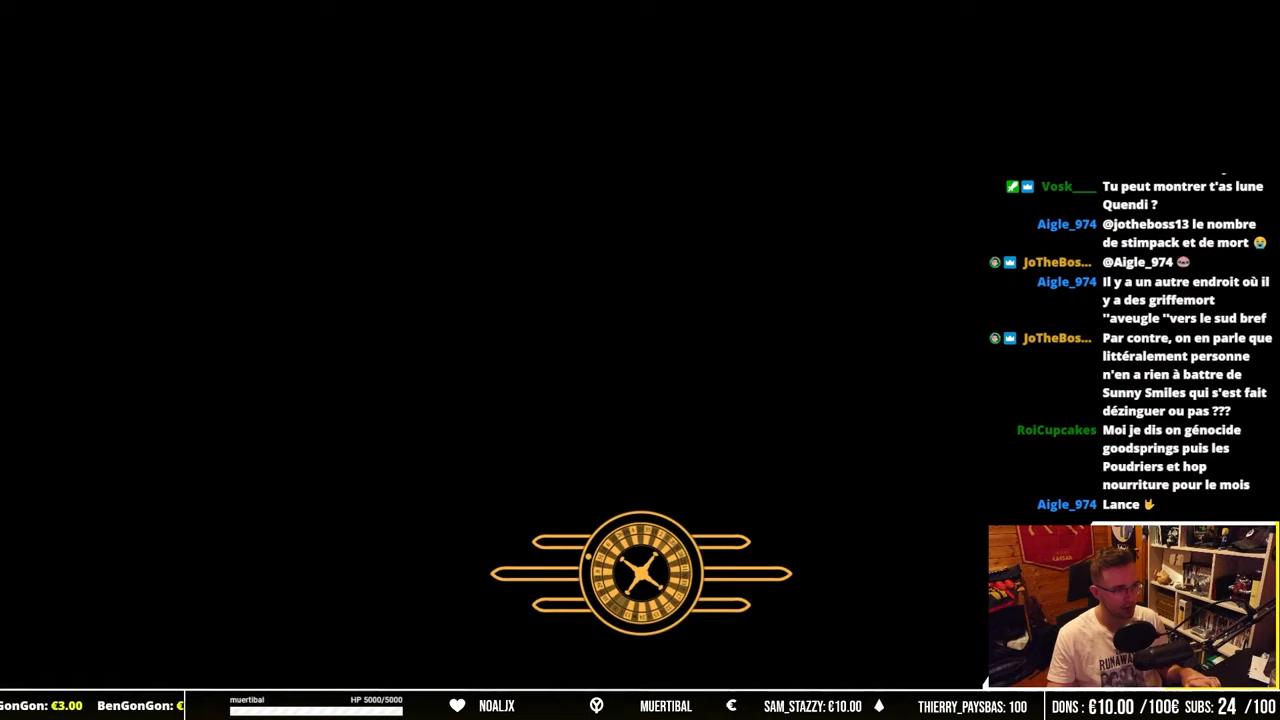 Vosk____ Tu peut montrer t'as lune
Quendi ?
Aigle_974 @jotheboss13 le nombre
de stimpack et de mort 😭
JoTheBos... @Aigle_974
Aigle_974 Il y a un autre endroit où il
y a des griffemort
"aveugle "vers le sud bref
JoTheBos... Par contre, on en parle que
littéralement personne
n'en a rien à battre de
Sunny Smiles qui s'est fait
dézinguer ou pas ???
RoiCupcakes Moi je dis on génocide
goodsprings puis les
Poudriers et hop
nourriture pour le mois
Aigle_974 Lance 🤘
CAESAR
RUNAWAY
muertibal HP 5000/5000
GonGon: €3.00 BenGonGon: € NOALJX MUERTIBAL € SAM_STAZZY: €10.00 THIERRY_PAYSBAS: 100 DONS : €10.00 /100€ SUBS: 24 /100